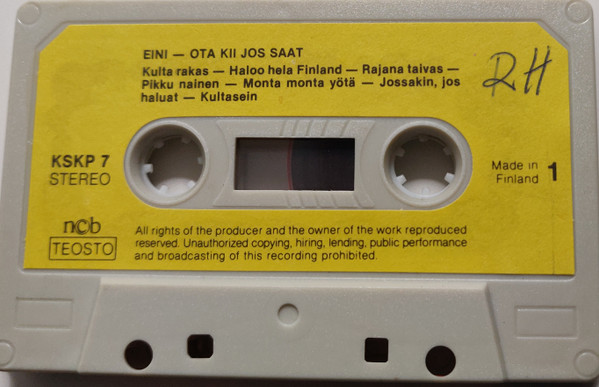 EINI — OTA KII JOS SAAT
Kulta rakas — Haloo hela Finland — Rajana taivas —
Pikku nainen — Monta monta yötä — Jossakin, jos
haluat — Kultasein
RH
KSKP 7
STEREO
Made in
Finland
1
ncb
TEOSTO
All rights of the producer and the owner of the work reproduced
reserved. Unauthorized copying, hiring, lending, public performance
and broadcasting of this recording prohibited.